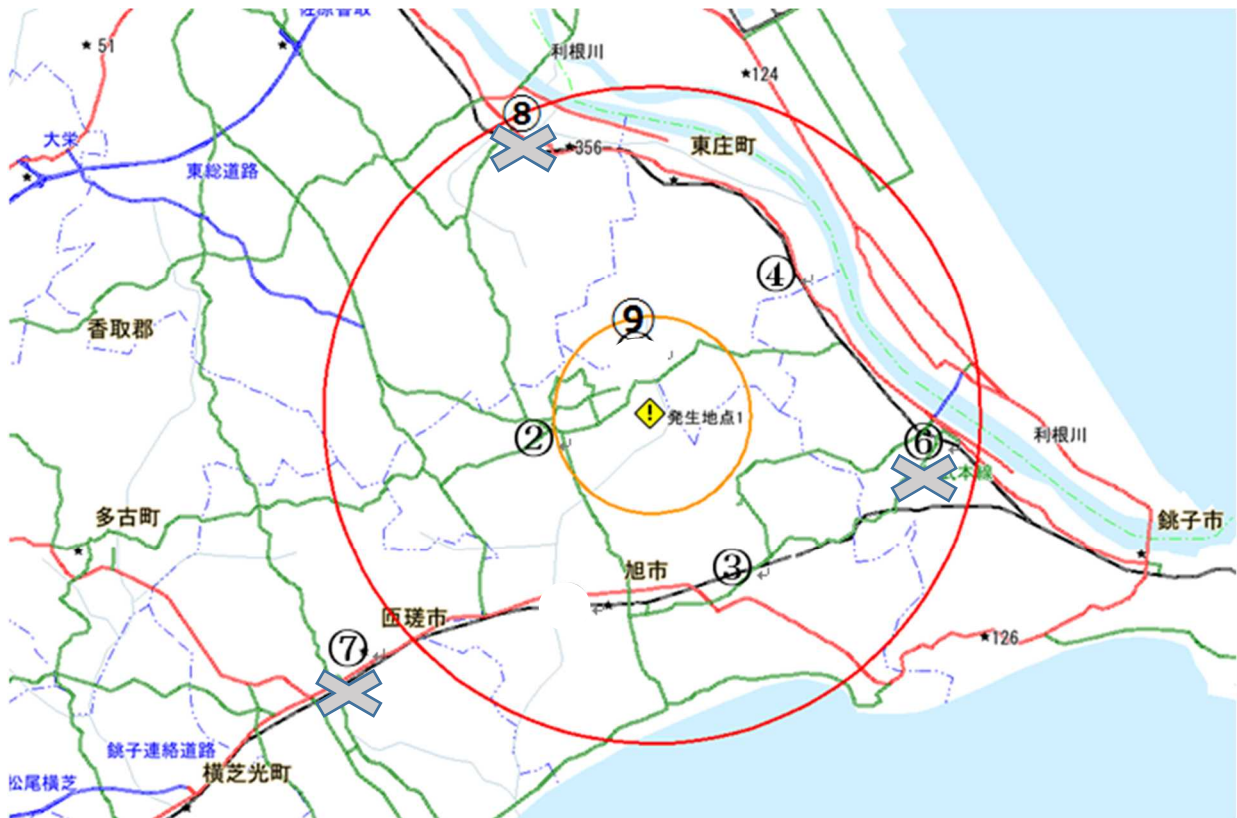 佐原香取
★51
利根川
★124
⑧
大栄
★356
東庄町
東総道路
④
香取郡
⑨
発生地点1
②
⑥
利根川
本線
多古町
銚子市
③
旭市
匝瑳市
⑦
★126
銚子連絡道路
横芝光町
松尾横芝